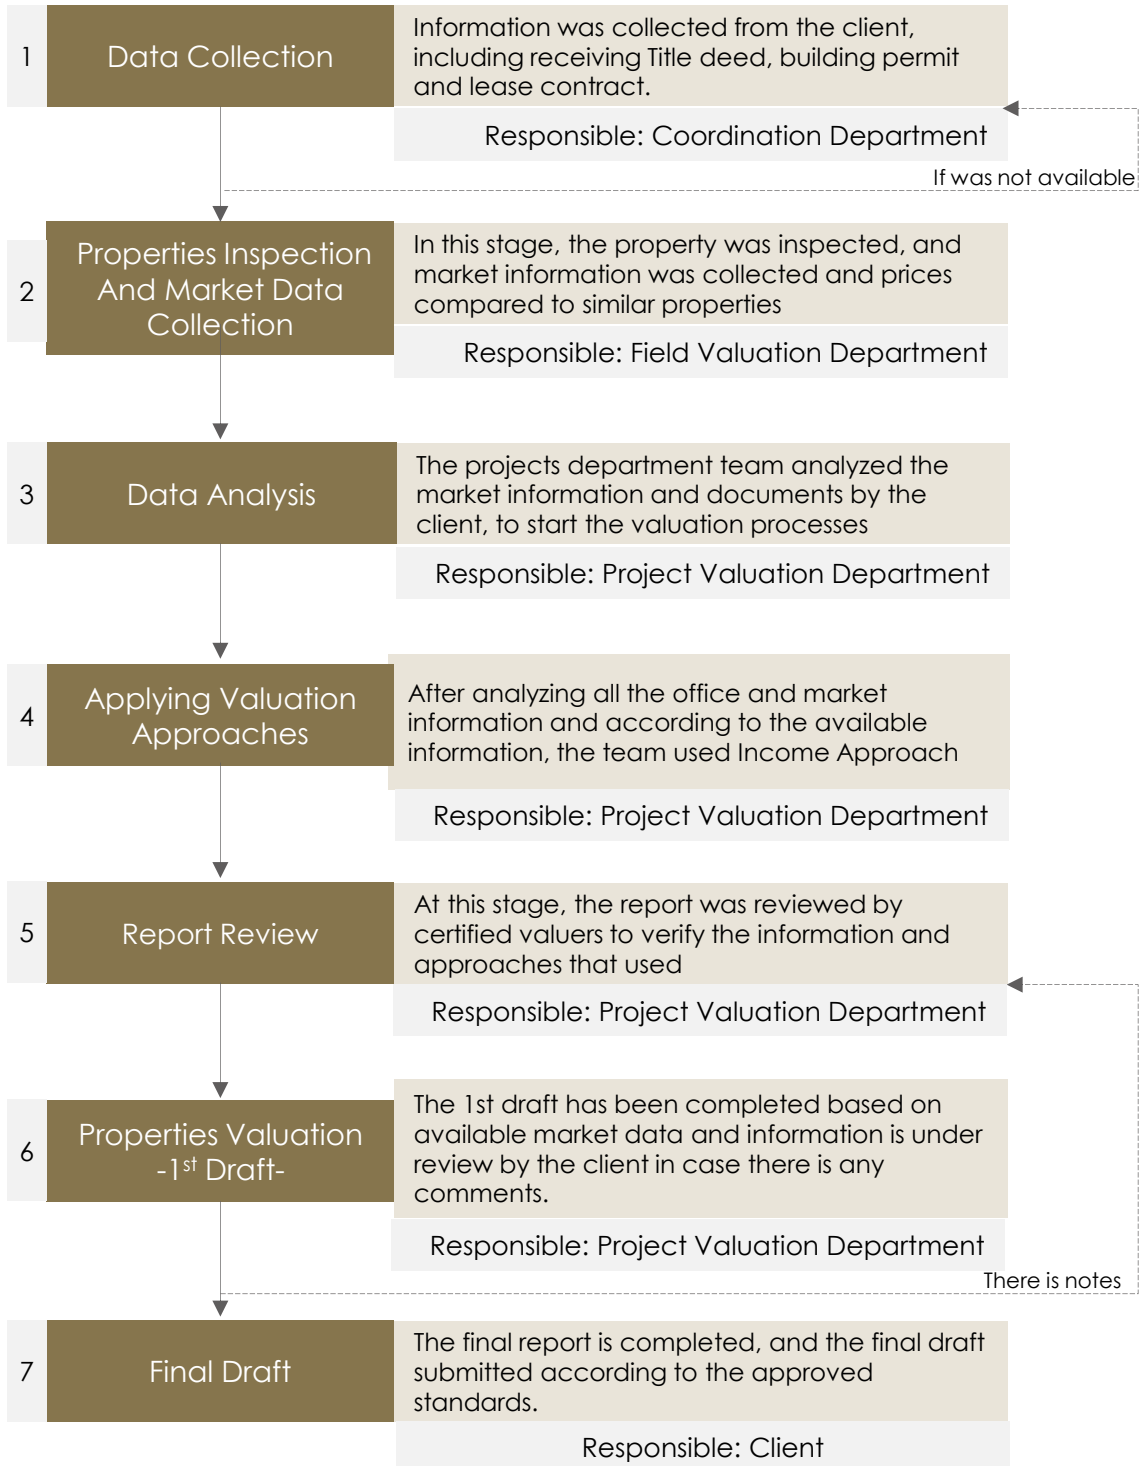 1
Data Collection
Information was collected from the client,
including receiving Title deed, building permit
and lease contract.
Responsible: Coordination Department
If was not available
2
Properties Inspection
And Market Data
Collection
In this stage, the property was inspected, and
market information was collected and prices
compared to similar properties
Responsible: Field Valuation Department
3
Data Analysis
The projects department team analyzed the
market information and documents by the
client, to start the valuation processes
Responsible: Project Valuation Department
4
Applying Valuation
Approaches
After analyzing all the office and market
information and according to the available
information, the team used Income Approach
Responsible: Project Valuation Department
5
Report Review
At this stage, the report was reviewed by
certified valuers to verify the information and
approaches that used
Responsible: Project Valuation Department
6
Properties Valuation
-1st Draft-
The 1st draft has been completed based on
available market data and information is under
review by the client in case there is any
comments.
Responsible: Project Valuation Department
There is notes
7
Final Draft
The final report is completed, and the final draft
submitted according to the approved
standards.
Responsible: Client